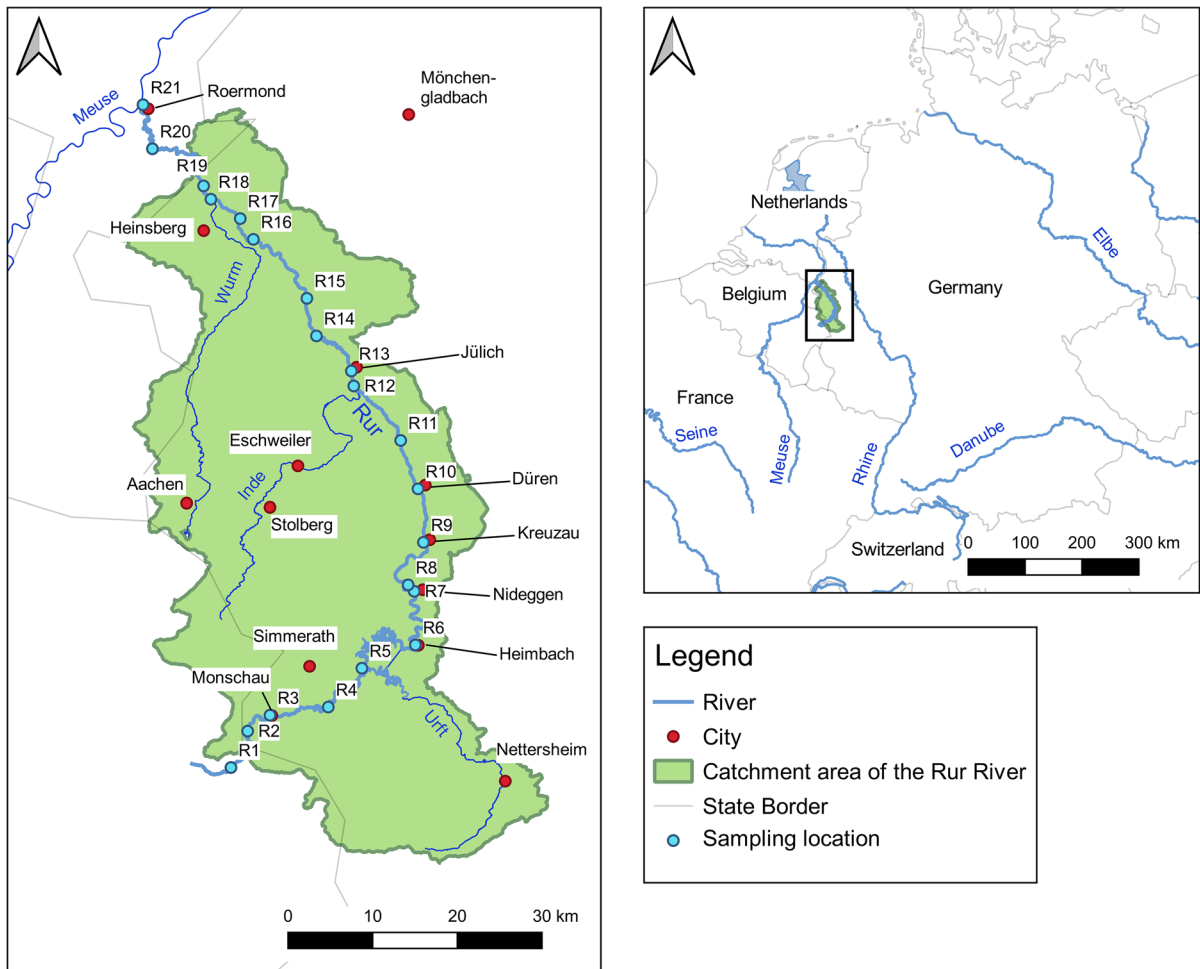 Meuse
R21
Roermond
Mönchen-
gladbach
R20
R19
R18
R17
R16
Heinsberg
Wurm
R15
R14
R13
Jülich
R12
Rur
R11
Eschweiler
Inde
R10
Aachen
Düren
Stolberg
R9
Kreuzau
R8
R7
Nideggen
R6
Simmerath
R5
Heimbach
Monschau
R4
R3
R2
Urft
R1
Nettersheim
0 10 20 30 km
Netherlands
Elbe
Belgium
Germany
France
Seine
Meuse
Rhine
Danube
Switzerland
0 100 200 300 km
Legend
River
City
Catchment area of the Rur River
State Border
Sampling location